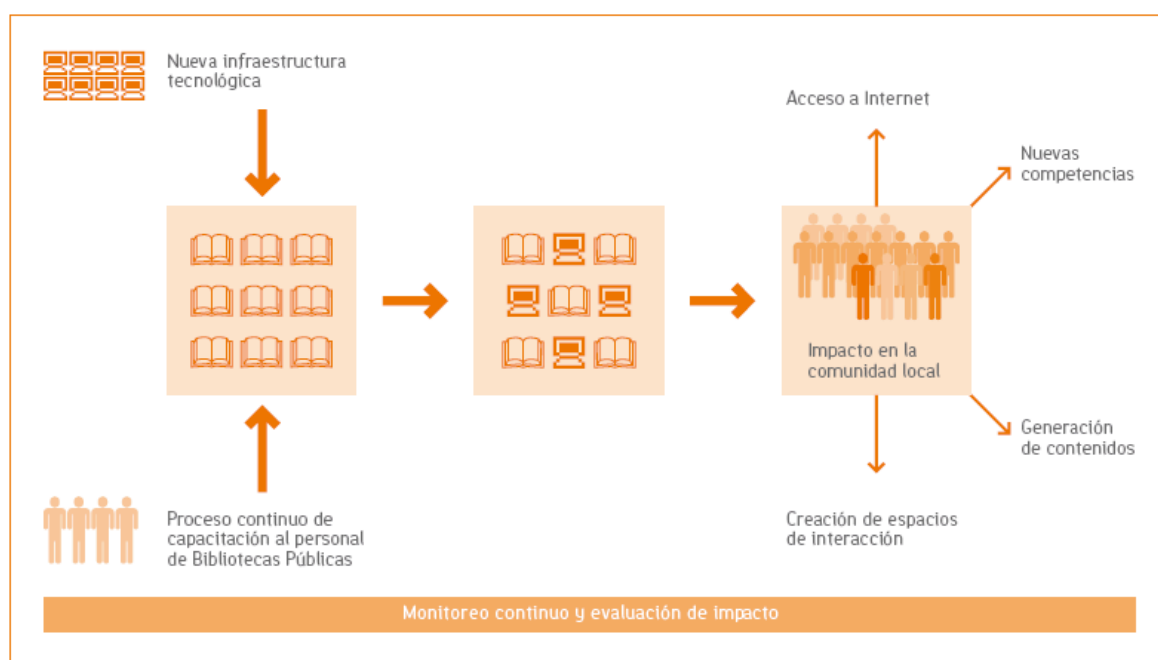 Nueva infraestructura
tecnológica
Acceso a Internet
Nuevas
competencias
Impacto en la
comunidad local
Generación
de contenidos
Proceso continuo de
capacitación al personal
de Bibliotecas Públicas
Creación de espacios
de interacción
Monitoreo continuo y evaluación de impacto